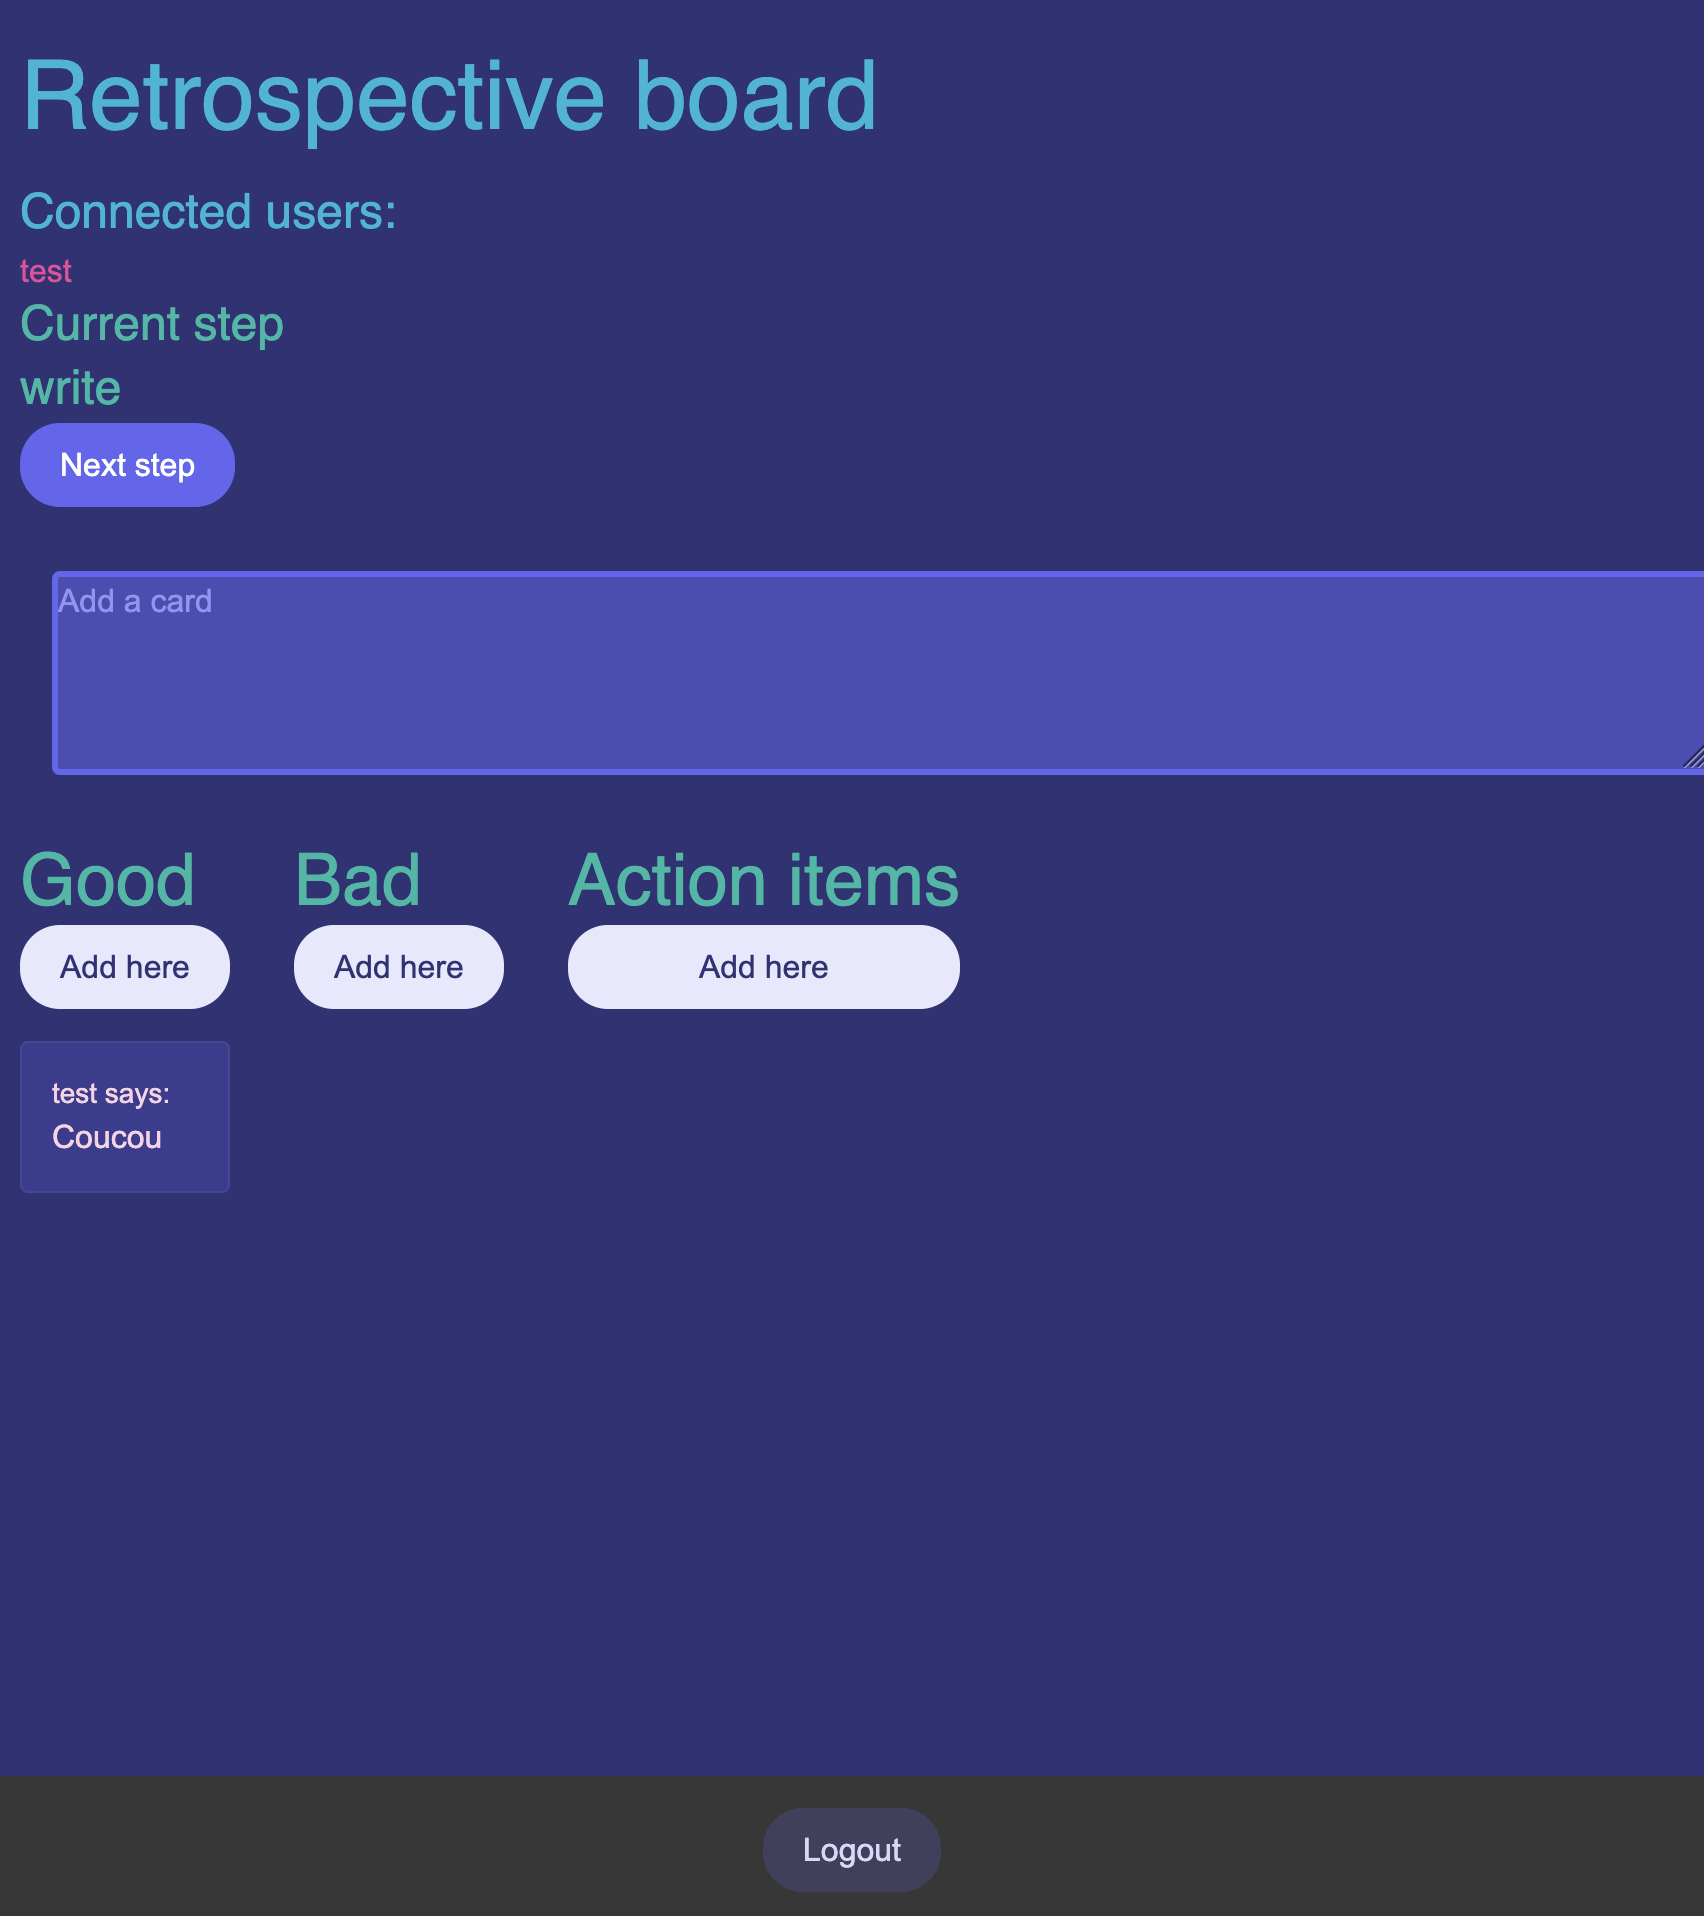 Retrospective board
Connected users:
test
Current step
write
Next step
Add a card
Good
Bad
Action items
Add here
Add here
Add here
test says:
Coucou
Logout